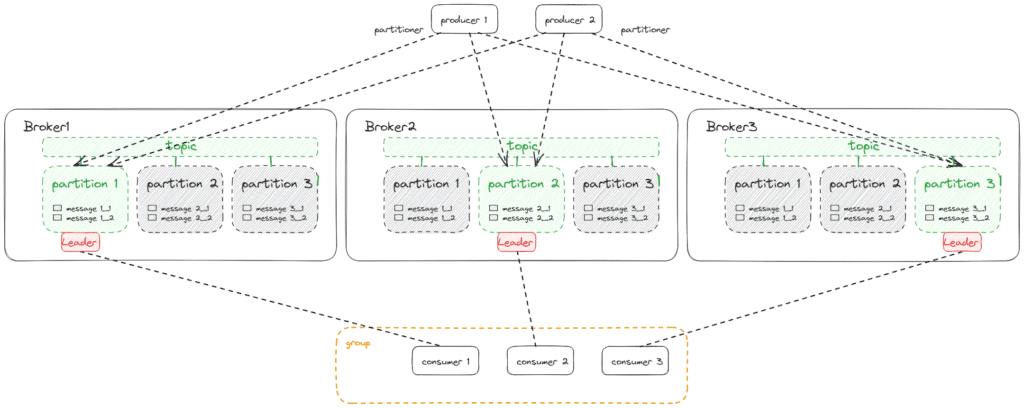 producer 1
producer 2
partitioner
partitioner
Broker1
topic
partition 1
message 1_1
message 1_2
partition 2
message 2_1
message 2_2
partition 3
message 3_1
message 3_2
Leader
Broker2
topic
partition 1
message 1_1
message 1_2
partition 2
message 2_1
message 2_2
partition 3
message 3_1
message 3_2
Leader
Broker3
topic
partition 1
message 1_1
message 1_2
partition 2
message 2_1
message 2_2
partition 3
message 3_1
message 3_2
Leader
group
consumer 1
consumer 2
consumer 3